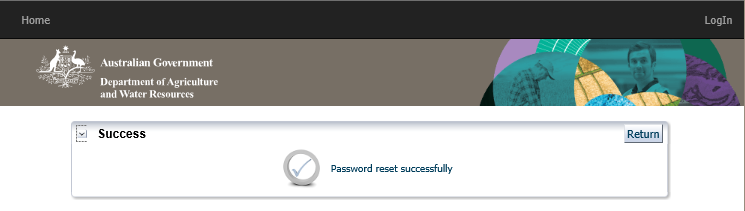 Home
LogIn
Australian Government
Department of Agriculture
and Water Resources
Success
Return
Password reset successfully